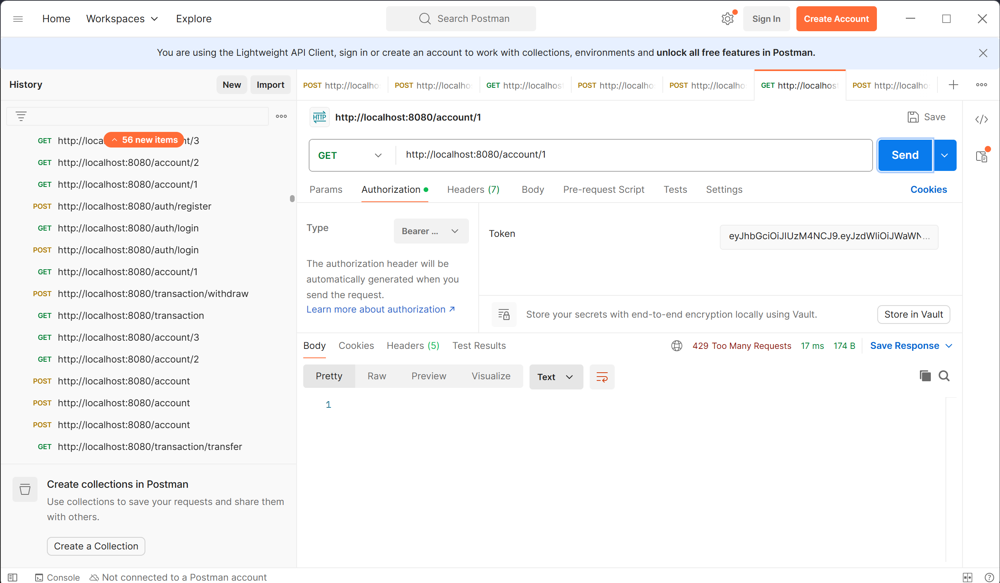 Home Workspaces Explore Search Postman Sign In Create Account
You are using the Lightweight API Client, sign in or create an account to work with collections, environments and unlock all free features in Postman.
History New Import
POST http://localho POST http://localho GET http://localhost POST http://localho POST http://localho GET http://localhost POST http://localho
56 new items
GET http://loca nt/3
GET http://localhost:8080/account/2
GET http://localhost:8080/account/1
POST http://localhost:8080/auth/register
GET http://localhost:8080/auth/login
POST http://localhost:8080/auth/login
GET http://localhost:8080/account/1
POST http://localhost:8080/transaction/withdraw
GET http://localhost:8080/transaction
GET http://localhost:8080/account/3
GET http://localhost:8080/account/2
POST http://localhost:8080/account
POST http://localhost:8080/account
POST http://localhost:8080/account
GET http://localhost:8080/transaction/transfer
Create collections in Postman
Use collections to save your requests and share them
with others.
Create a Collection
HTTP http://localhost:8080/account/1 Save
GET http://localhost:8080/account/1 Send
Params Authorization Headers (7) Body Pre-request Script Tests Settings Cookies
Type Bearer ...
The authorization header will be
automatically generated when you
send the request.
Learn more about authorization
Token eyJhbGciOiJIUzM4NCJ9.eyJzdWIiOiJWaWN...
Store your secrets with end-to-end encryption locally using Vault. Store in Vault
Body Cookies Headers (5) Test Results 429 Too Many Requests 17 ms 174 B Save Response
Pretty Raw Preview Visualize Text
1
Console Not connected to a Postman account